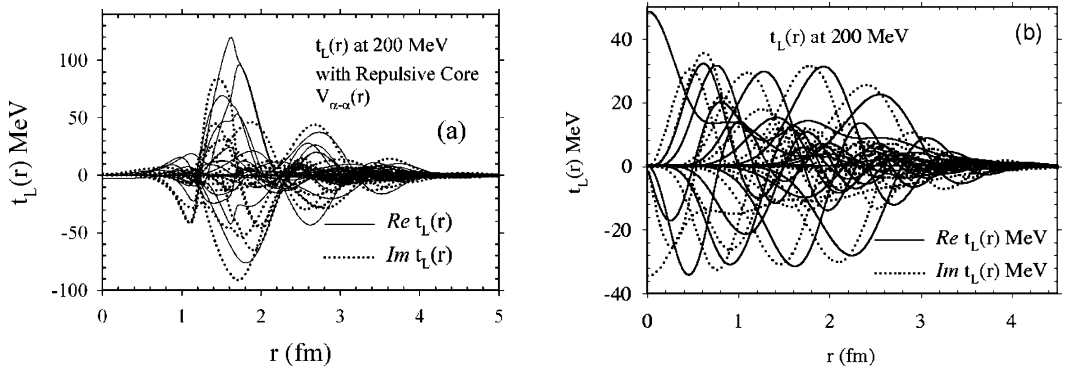 t_L(r) at 200 MeV
with Repulsive Core
V_α-α(r)
(a)
Re t_L(r)
Im t_L(r)
100
50
0
-50
-100
t_L(r) MeV
0 1 2 3 4 5
r (fm)
t_L(r) at 200 MeV
(b)
Re t_L(r) MeV
Im t_L(r) MeV
40
20
0
-20
-40
t_L(r) MeV
0 1 2 3 4
r (fm)